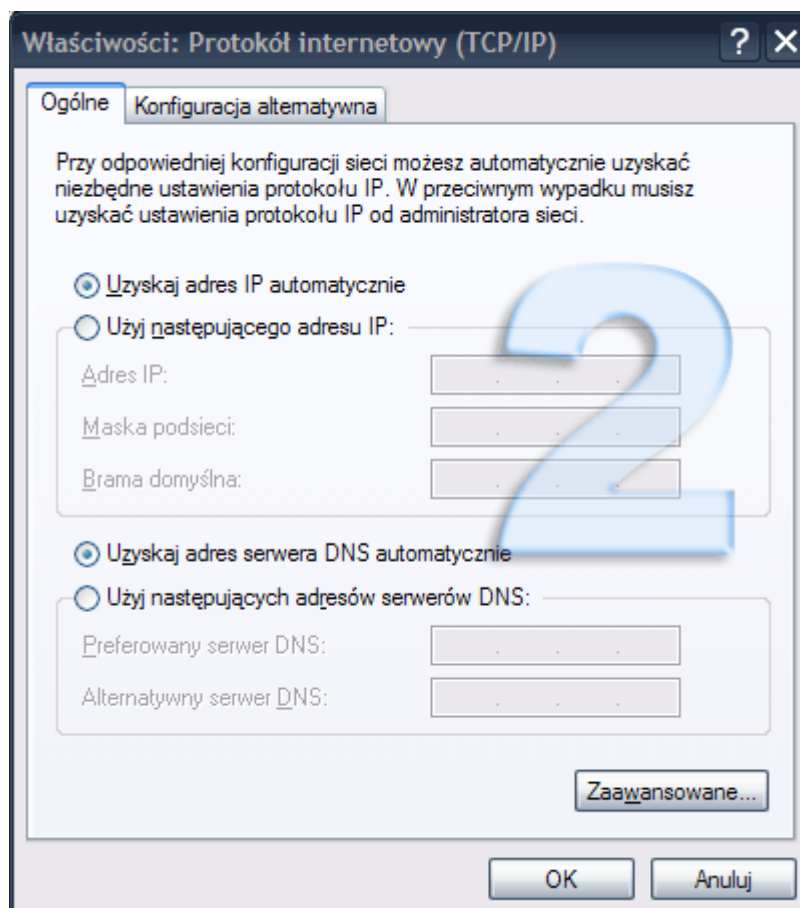 Właściwości: Protokół internetowy (TCP/IP)
Ogólne
Konfiguracja alternatywna
Przy odpowiedniej konfiguracji sieci możesz automatycznie uzyskać
niezbędne ustawienia protokołu IP. W przeciwnym wypadku musisz
uzyskać ustawienia protokołu IP od administratora sieci.
Uzyskaj adres IP automatycznie
Użyj następującego adresu IP:
Adres IP:
Maska podsieci:
Brama domyślna:
2
Uzyskaj adres serwera DNS automatycznie
Użyj następujących adresów serwerów DNS:
Preferowany serwer DNS:
Alternatywny serwer DNS:
Zaawansowane...
OK
Anuluj